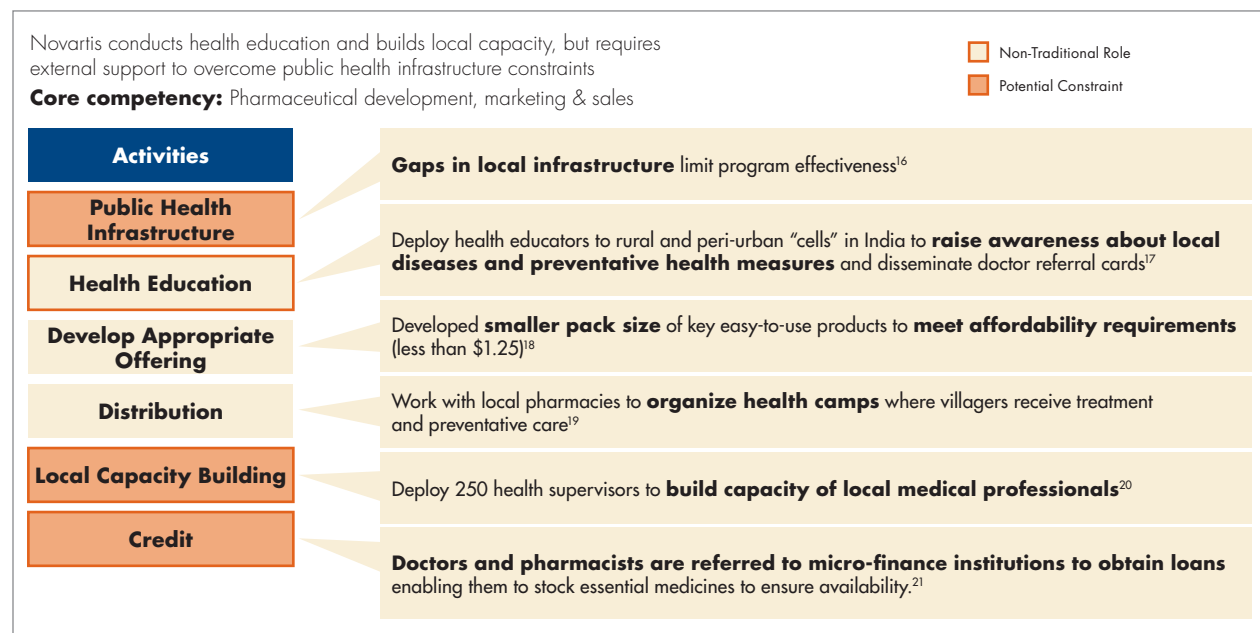 Novartis conducts health education and builds local capacity, but requires
external support to overcome public health infrastructure constraints
Core competency: Pharmaceutical development, marketing & sales
Non-Traditional Role
Potential Constraint
Activities
Gaps in local infrastructure limit program effectiveness16
Public Health
Infrastructure
Deploy health educators to rural and peri-urban “cells” in India to raise awareness about local
diseases and preventative health measures and disseminate doctor referral cards17
Health Education
Developed smaller pack size of key easy-to-use products to meet affordability requirements
(less than $1.25)18
Develop Appropriate
Offering
Work with local pharmacies to organize health camps where villagers receive treatment
and preventative care19
Distribution
Local Capacity Building
Deploy 250 health supervisors to build capacity of local medical professionals20
Credit
Doctors and pharmacists are referred to micro-finance institutions to obtain loans
enabling them to stock essential medicines to ensure availability.21